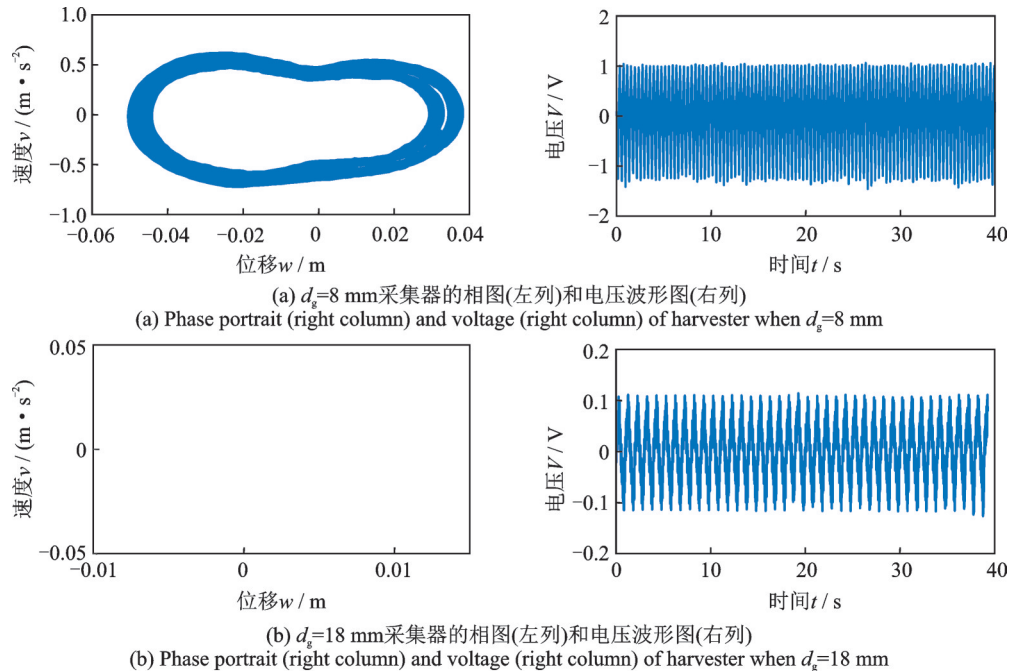 1.0
0.5
0
−0.5
−1.0
速度v / (m • s⁻²)
−0.06 −0.04 −0.02 0 0.02 0.04
位移w / m
2
1
0
−1
−2
电压V / V
0 10 20 30 40
时间t / s
(a) d_g=8 mm采集器的相图(左列)和电压波形图(右列)
(a) Phase portrait (right column) and voltage (right column) of harvester when d_g=8 mm
0.05
0
−0.05
速度v / (m • s⁻²)
−0.01 0 0.01
位移w / m
0.2
0.1
0
−0.1
−0.2
电压V / V
0 10 20 30 40
时间t / s
(b) d_g=18 mm采集器的相图(左列)和电压波形图(右列)
(b) Phase portrait (right column) and voltage (right column) of harvester when d_g=18 mm